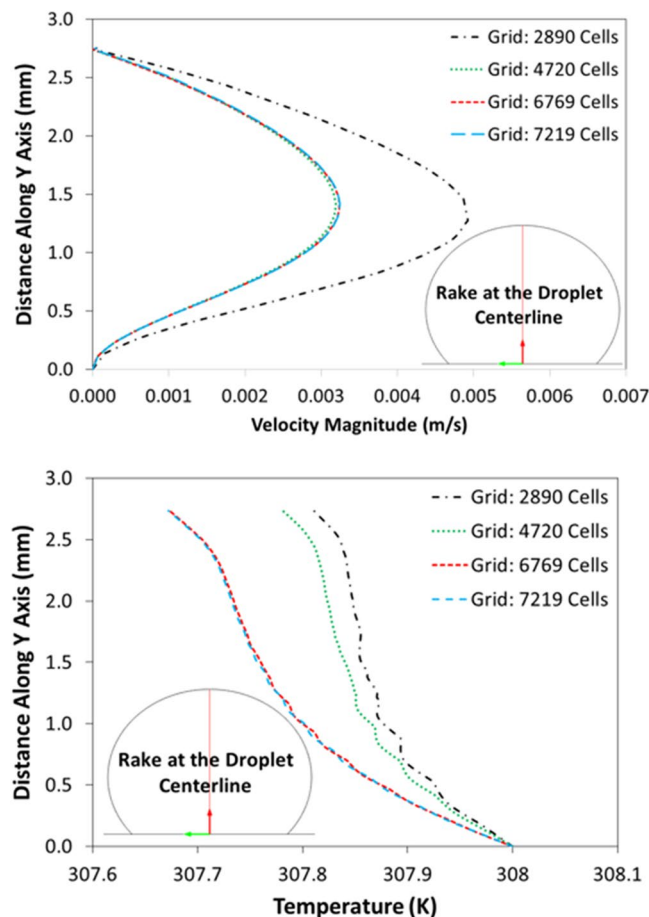 3.0
2.5
2.0
1.5
1.0
0.5
0.0
Distance Along Y Axis (mm)
Grid: 2890 Cells
Grid: 4720 Cells
Grid: 6769 Cells
Grid: 7219 Cells
Rake at the Droplet
Centerline
0.000
0.001
0.002
0.003
0.004
0.005
0.006
0.007
Velocity Magnitude (m/s)
3.0
2.5
2.0
1.5
1.0
0.5
0.0
Distance Along Y Axis (mm)
Grid: 2890 Cells
Grid: 4720 Cells
Grid: 6769 Cells
Grid: 7219 Cells
Rake at the Droplet
Centerline
307.6
307.7
307.8
307.9
308
308.1
Temperature (K)